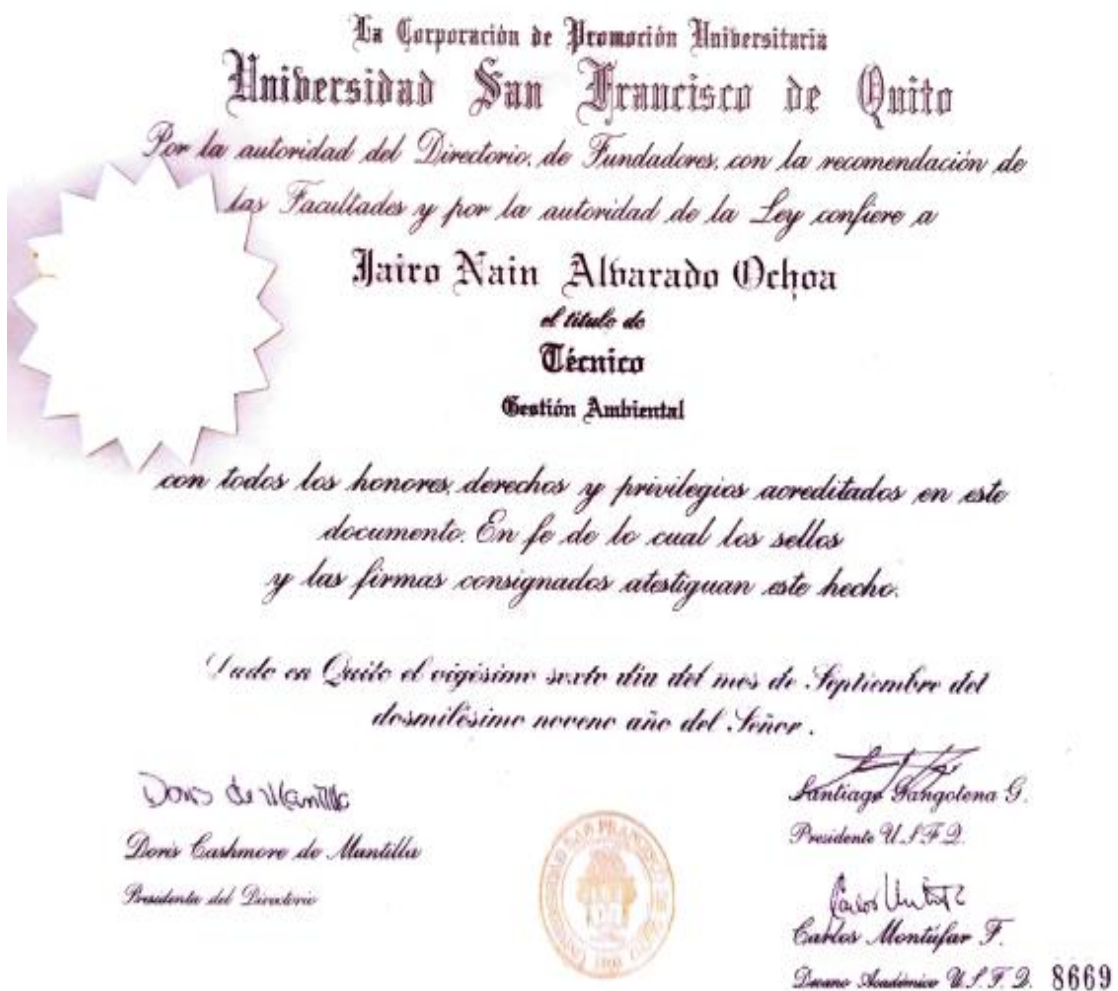 La Corporación de Promoción Universitaria
Universidad San Francisco de Quito
Por la autoridad del Directorio, de Fundadores, con la recomendación de
las Facultades y por la autoridad de la Ley confiere a
Jairo Nain Alvarado Ochoa
el título de
Técnico
Gestión Ambiental
con todos los honores, derechos y privilegios acreditados en este
documento. En fe de lo cual los sellos
y las firmas consignados atestiguan este hecho.
Dado en Quito el vigésimo sexto día del mes de Septiembre del
dosmilésimo noveno año del Señor.
Doris de Mantilla
Doris Cashmore de Mantilla
Presidenta del Directorio
UNIVERSIDAD SAN FRANCISCO DE QUITO
Santiago Gangotena G.
Presidente U.S.F.Q.
Carlos Montúfar F.
Decano Académico U.S.F.Q. 8669